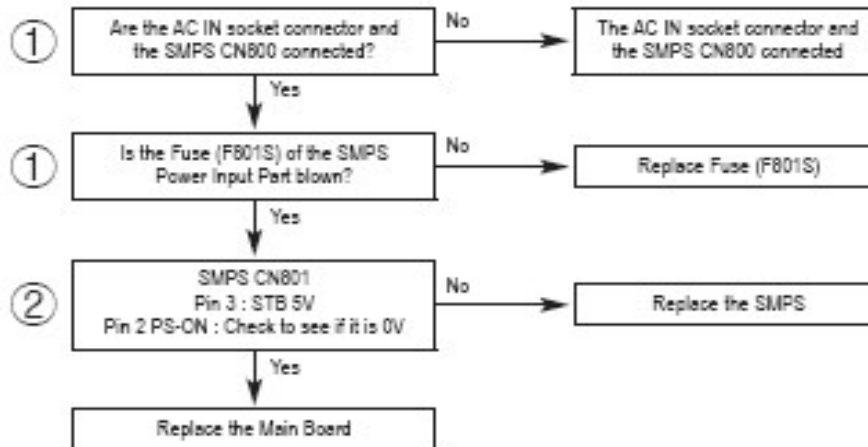 ① Are the AC IN socket connector and
the SMPS CN800 connected?
No
The AC IN socket connector and
the SMPS CN800 connected
Yes
① Is the Fuse (F801S) of the SMPS
Power Input Part blown?
No
Replace Fuse (F801S)
Yes
② SMPS CN801
Pin 3 : STB 5V
Pin 2 PS-ON : Check to see if it is 0V
No
Replace the SMPS
Yes
Replace the Main Board